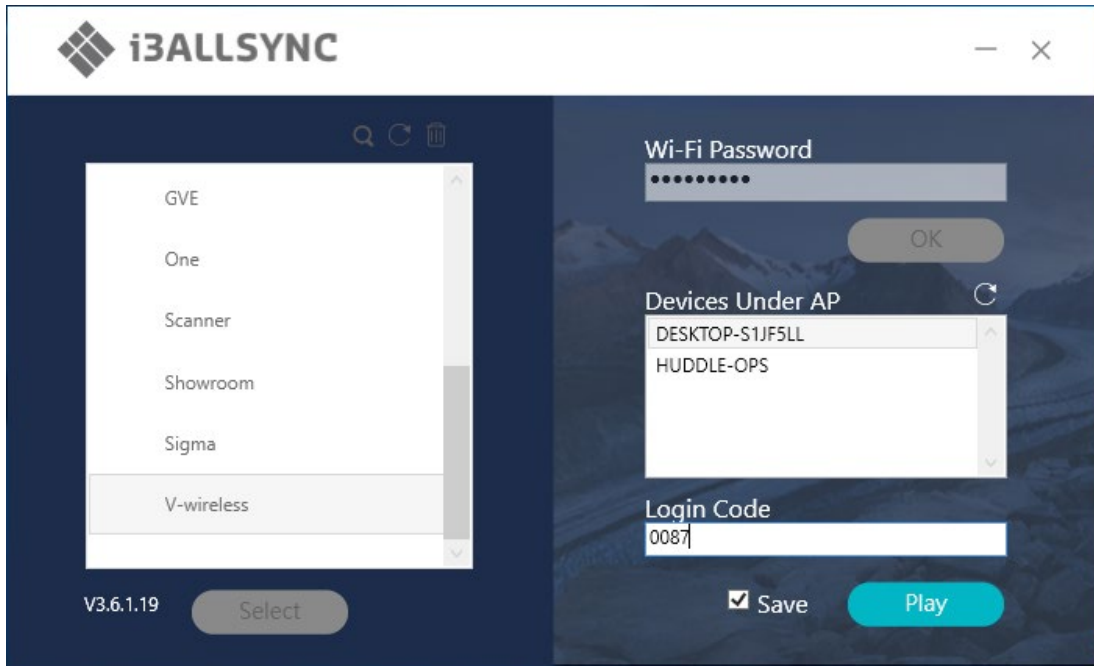 i3ALLSYNC
GVE
One
Scanner
Showroom
Sigma
V-wireless
V3.6.1.19
Select
Wi-Fi Password
•••••••••
OK
Devices Under AP
DESKTOP-S1JF5LL
HUDDLE-OPS
Login Code
0087
Save
Play